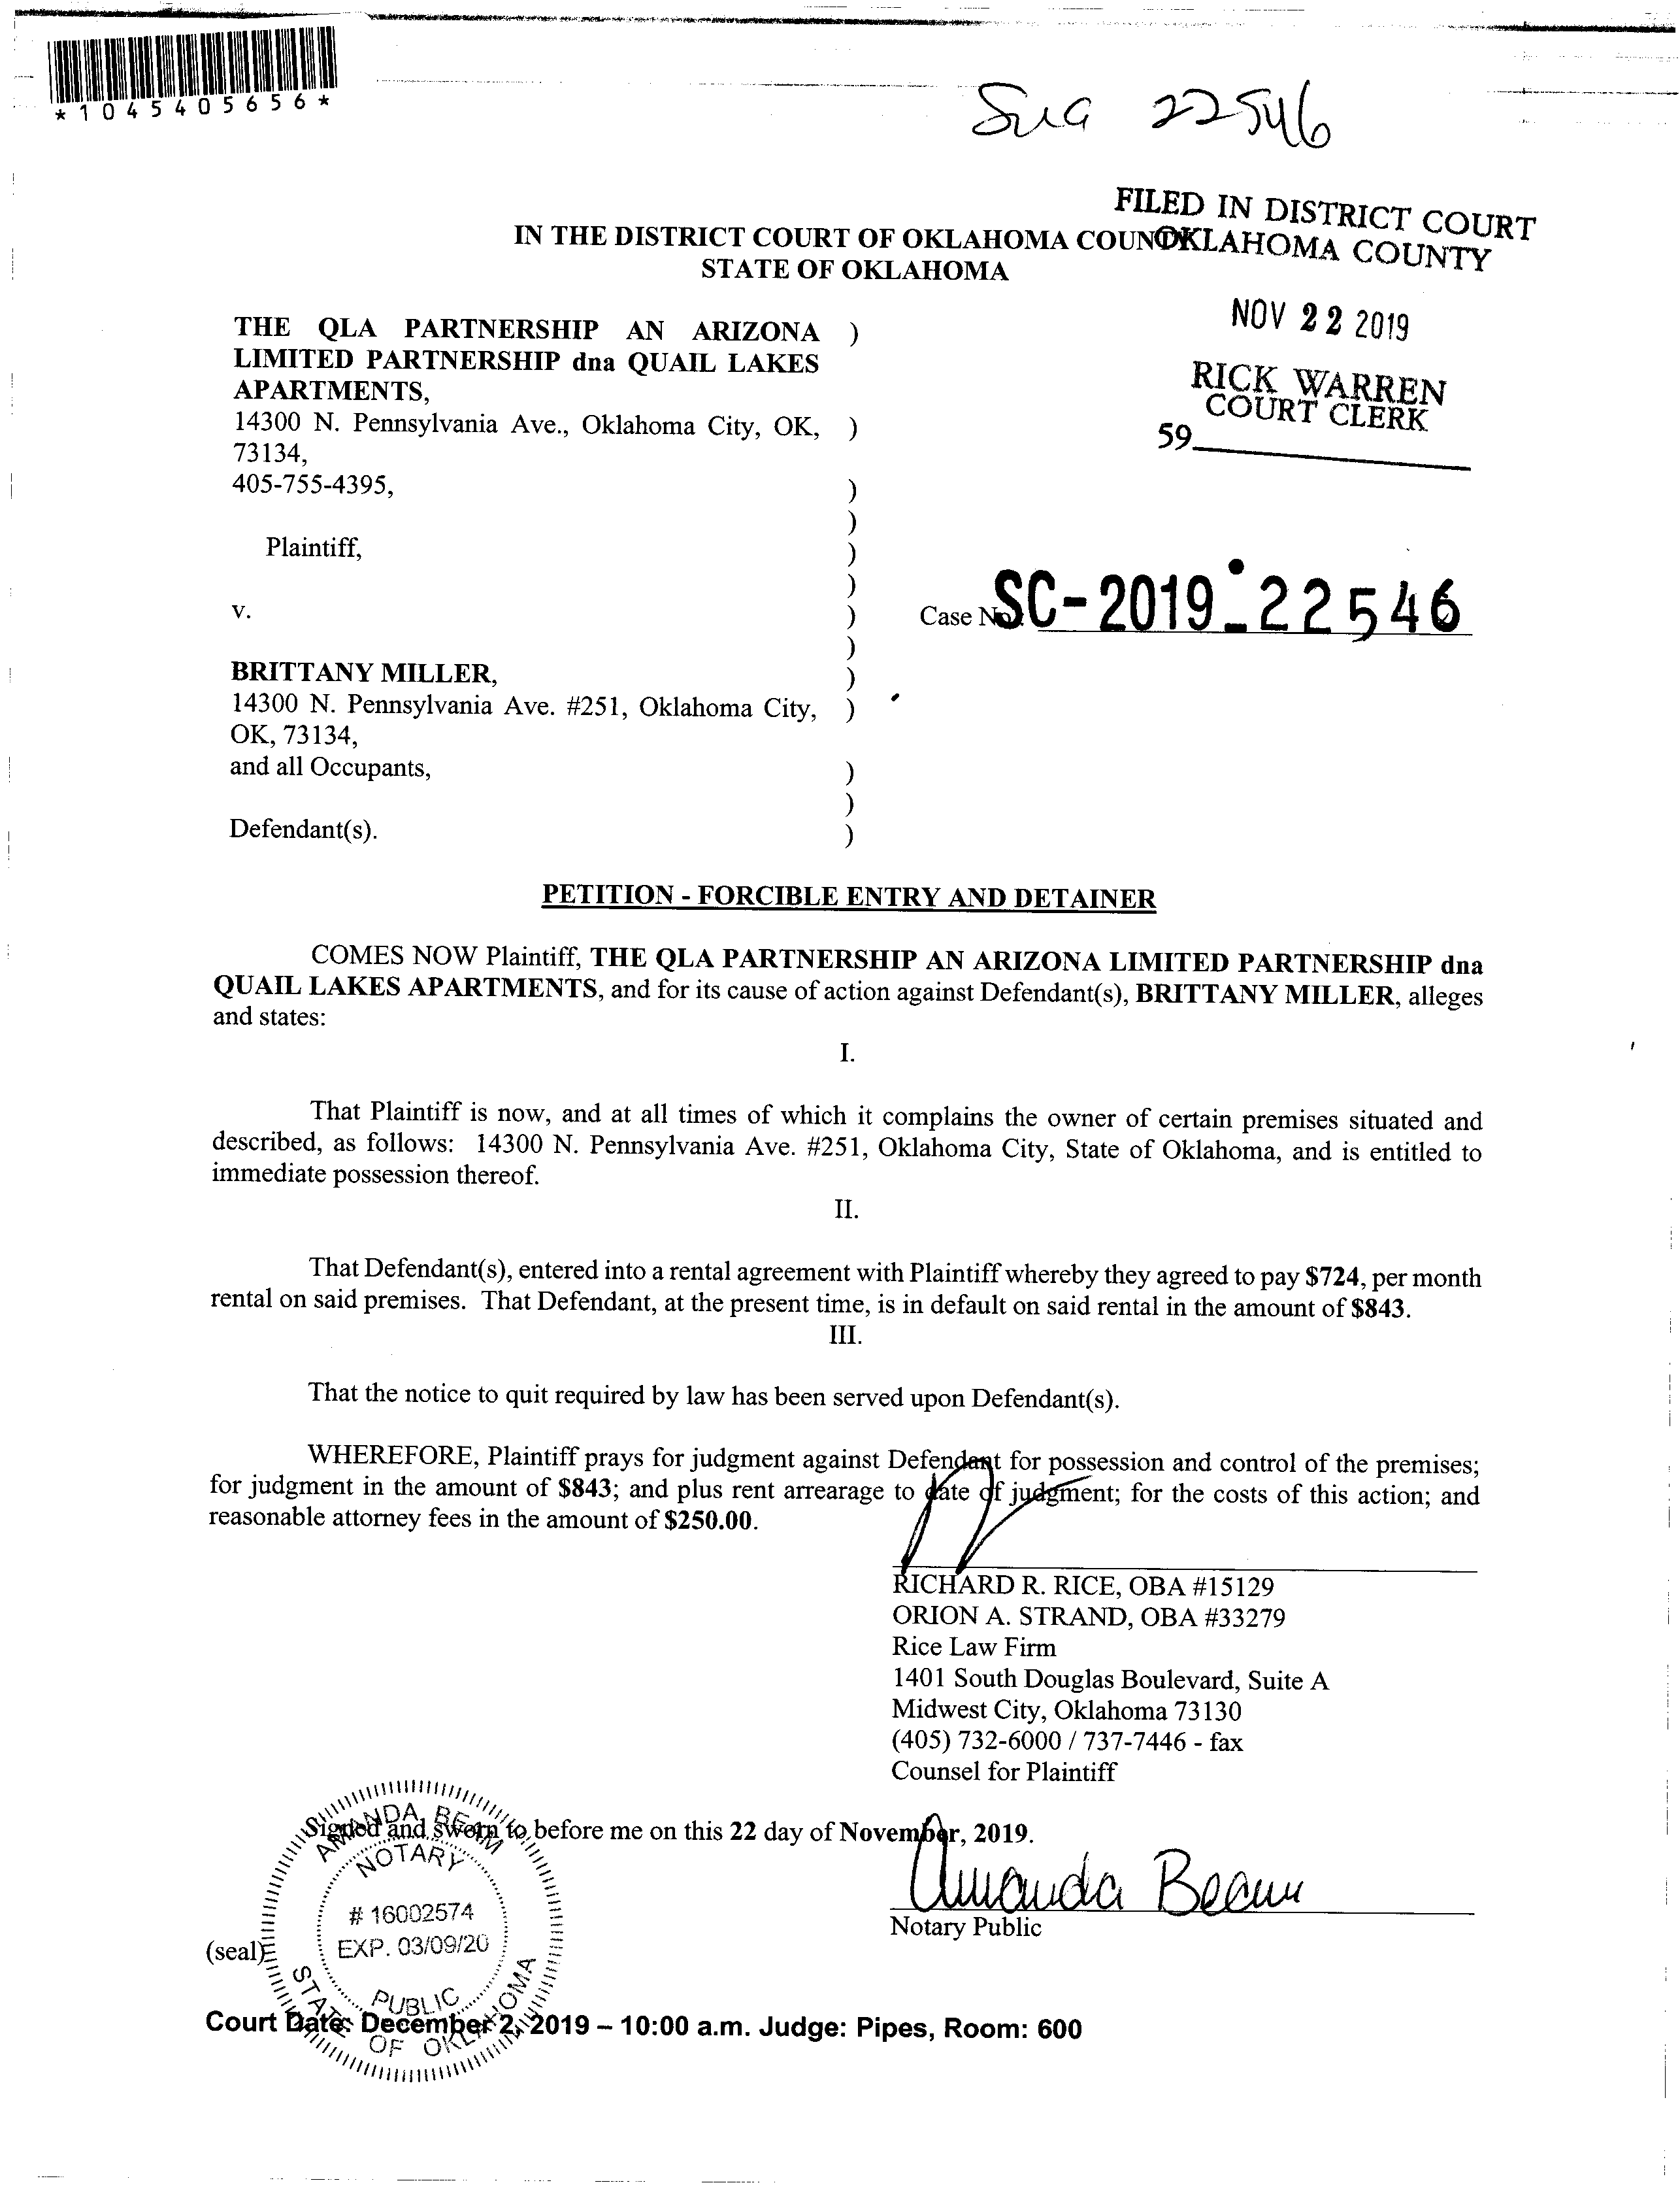 *1045405656*
22546
FILED IN DISTRICT COURT
OKLAHOMA COUNTY
IN THE DISTRICT COURT OF OKLAHOMA COUNTY
STATE OF OKLAHOMA
NOV 22 2019
RICK WARREN
COURT CLERK
59
THE QLA PARTNERSHIP AN ARIZONA )
LIMITED PARTNERSHIP dna QUAIL LAKES
APARTMENTS,
14300 N. Pennsylvania Ave., Oklahoma City, OK, )
73134,
405-755-4395, )
)
Plaintiff, )
)
v. )
Case No. SC-2019-22546
)
BRITTANY MILLER, )
14300 N. Pennsylvania Ave. #251, Oklahoma City, )
OK, 73134,
and all Occupants, )
)
Defendant(s). )
PETITION - FORCIBLE ENTRY AND DETAINER
COMES NOW Plaintiff, THE QLA PARTNERSHIP AN ARIZONA LIMITED PARTNERSHIP dna
QUAIL LAKES APARTMENTS, and for its cause of action against Defendant(s), BRITTANY MILLER, alleges
and states:
I.
That Plaintiff is now, and at all times of which it complains the owner of certain premises situated and
described, as follows: 14300 N. Pennsylvania Ave. #251, Oklahoma City, State of Oklahoma, and is entitled to
immediate possession thereof.
II.
That Defendant(s), entered into a rental agreement with Plaintiff whereby they agreed to pay $724, per month
rental on said premises. That Defendant, at the present time, is in default on said rental in the amount of $843.
III.
That the notice to quit required by law has been served upon Defendant(s).
WHEREFORE, Plaintiff prays for judgment against Defendant for possession and control of the premises;
for judgment in the amount of $843; and plus rent arrearage to date of judgment; for the costs of this action; and
reasonable attorney fees in the amount of $250.00.
RICHARD R. RICE, OBA #15129
ORION A. STRAND, OBA #33279
Rice Law Firm
1401 South Douglas Boulevard, Suite A
Midwest City, Oklahoma 73130
(405) 732-6000 / 737-7446 - fax
Counsel for Plaintiff
Signed and sworn to before me on this 22 day of November, 2019.
Amanda Beam
Notary Public
(seal)
AMANDA BEAM
NOTARY
# 16002574
EXP. 03/09/20
PUBLIC
STATE OF OKLAHOMA
Court Date: December 2, 2019 – 10:00 a.m. Judge: Pipes, Room: 600